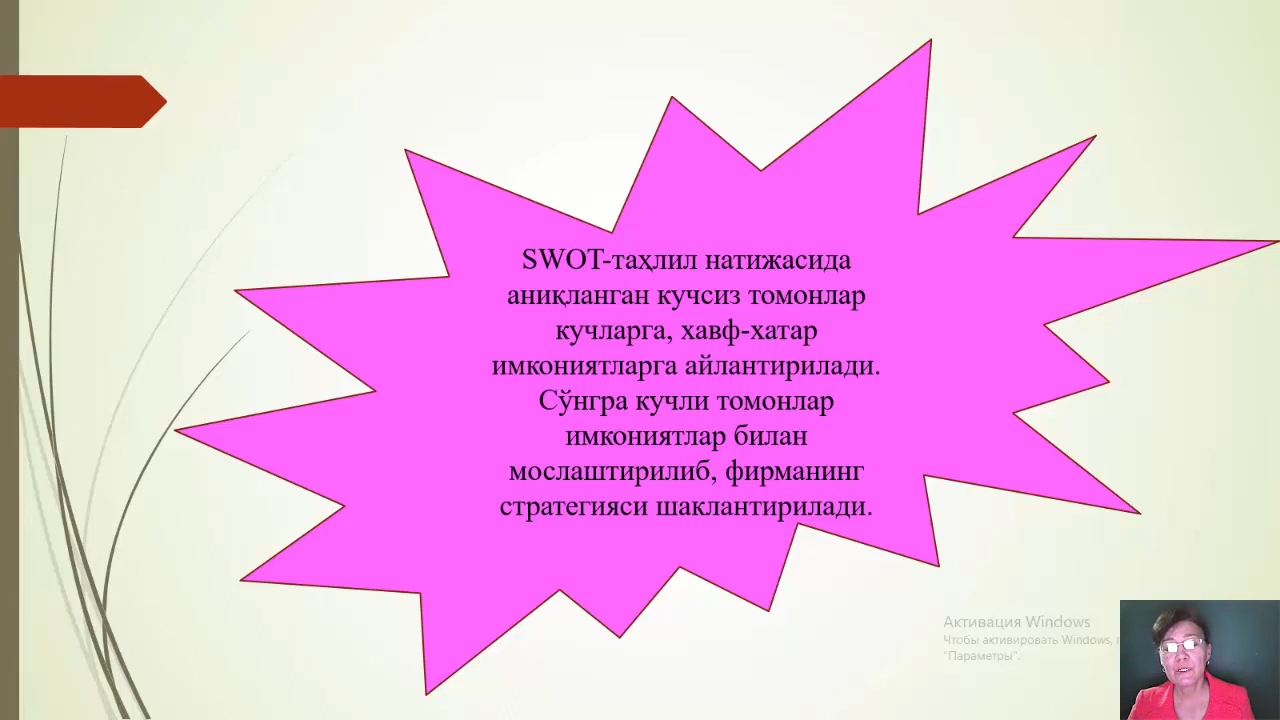 SWOT-таҳлил натижасида
аниқланган кучсиз томонлар
кучларга, хавф-хатар
имкониятларга айлантирилади.
Сўнгра кучли томонлар
имкониятлар билан
мослаштирилиб, фирманинг
стратегияси шаклантирилади.
Активация Windows
Чтобы активировать Windows,
"Параметры".